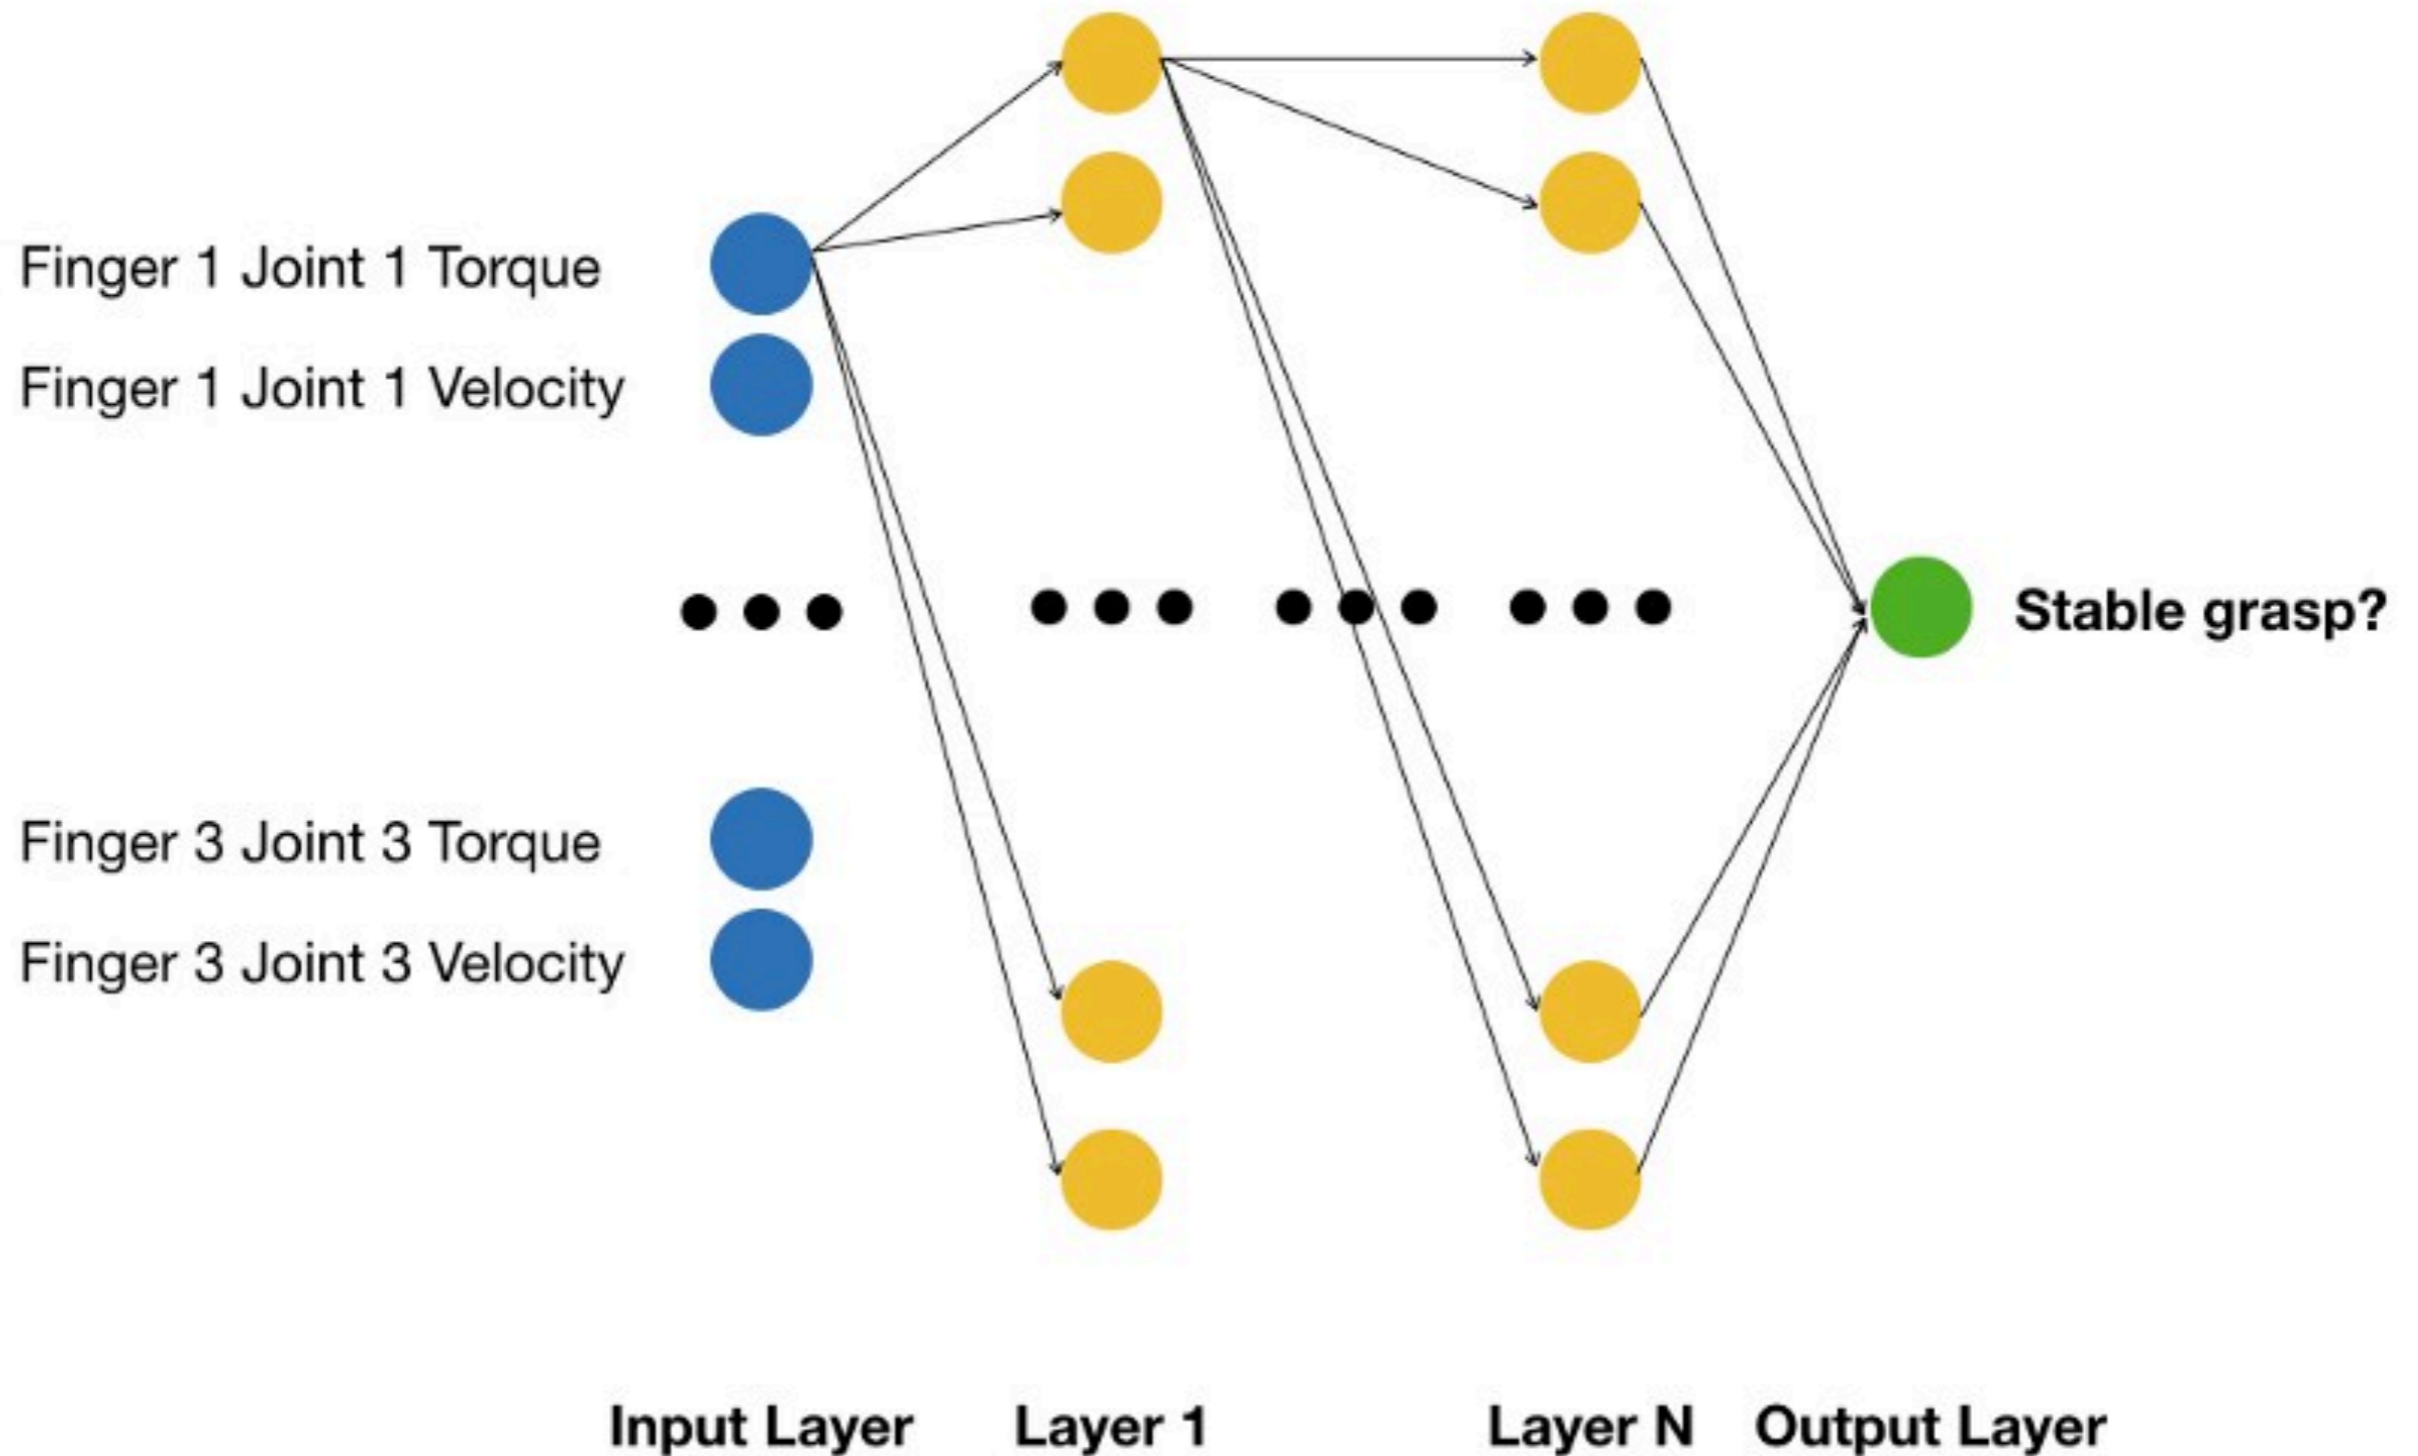 Finger 1 Joint 1 Torque
Finger 1 Joint 1 Velocity
Stable grasp?
Finger 3 Joint 3 Torque
Finger 3 Joint 3 Velocity
Input Layer
Layer 1
Layer N
Output Layer